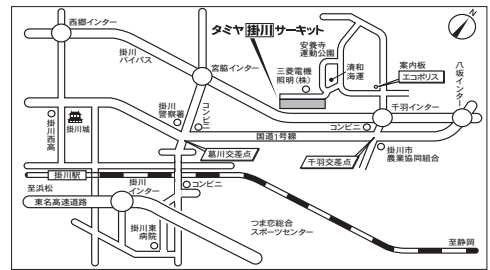 西郷インター
タミヤ掛川サーキット
安養寺
運動公園
掛川
バイパス
宮脇インター
三菱電機
照明(株)
清和
海運
案内板
エコポリス
八坂インター
掛川
警察署
コンビニ
千羽インター
コンビニ
掛川城
掛川西高
国道1号線
葛川交差点
千羽交差点
掛川市
農業協同組合
掛川駅
至浜松
掛川
インター
コンビニ
東名高速道路
掛川東
病院
つま恋総合
スポーツセンター
至静岡